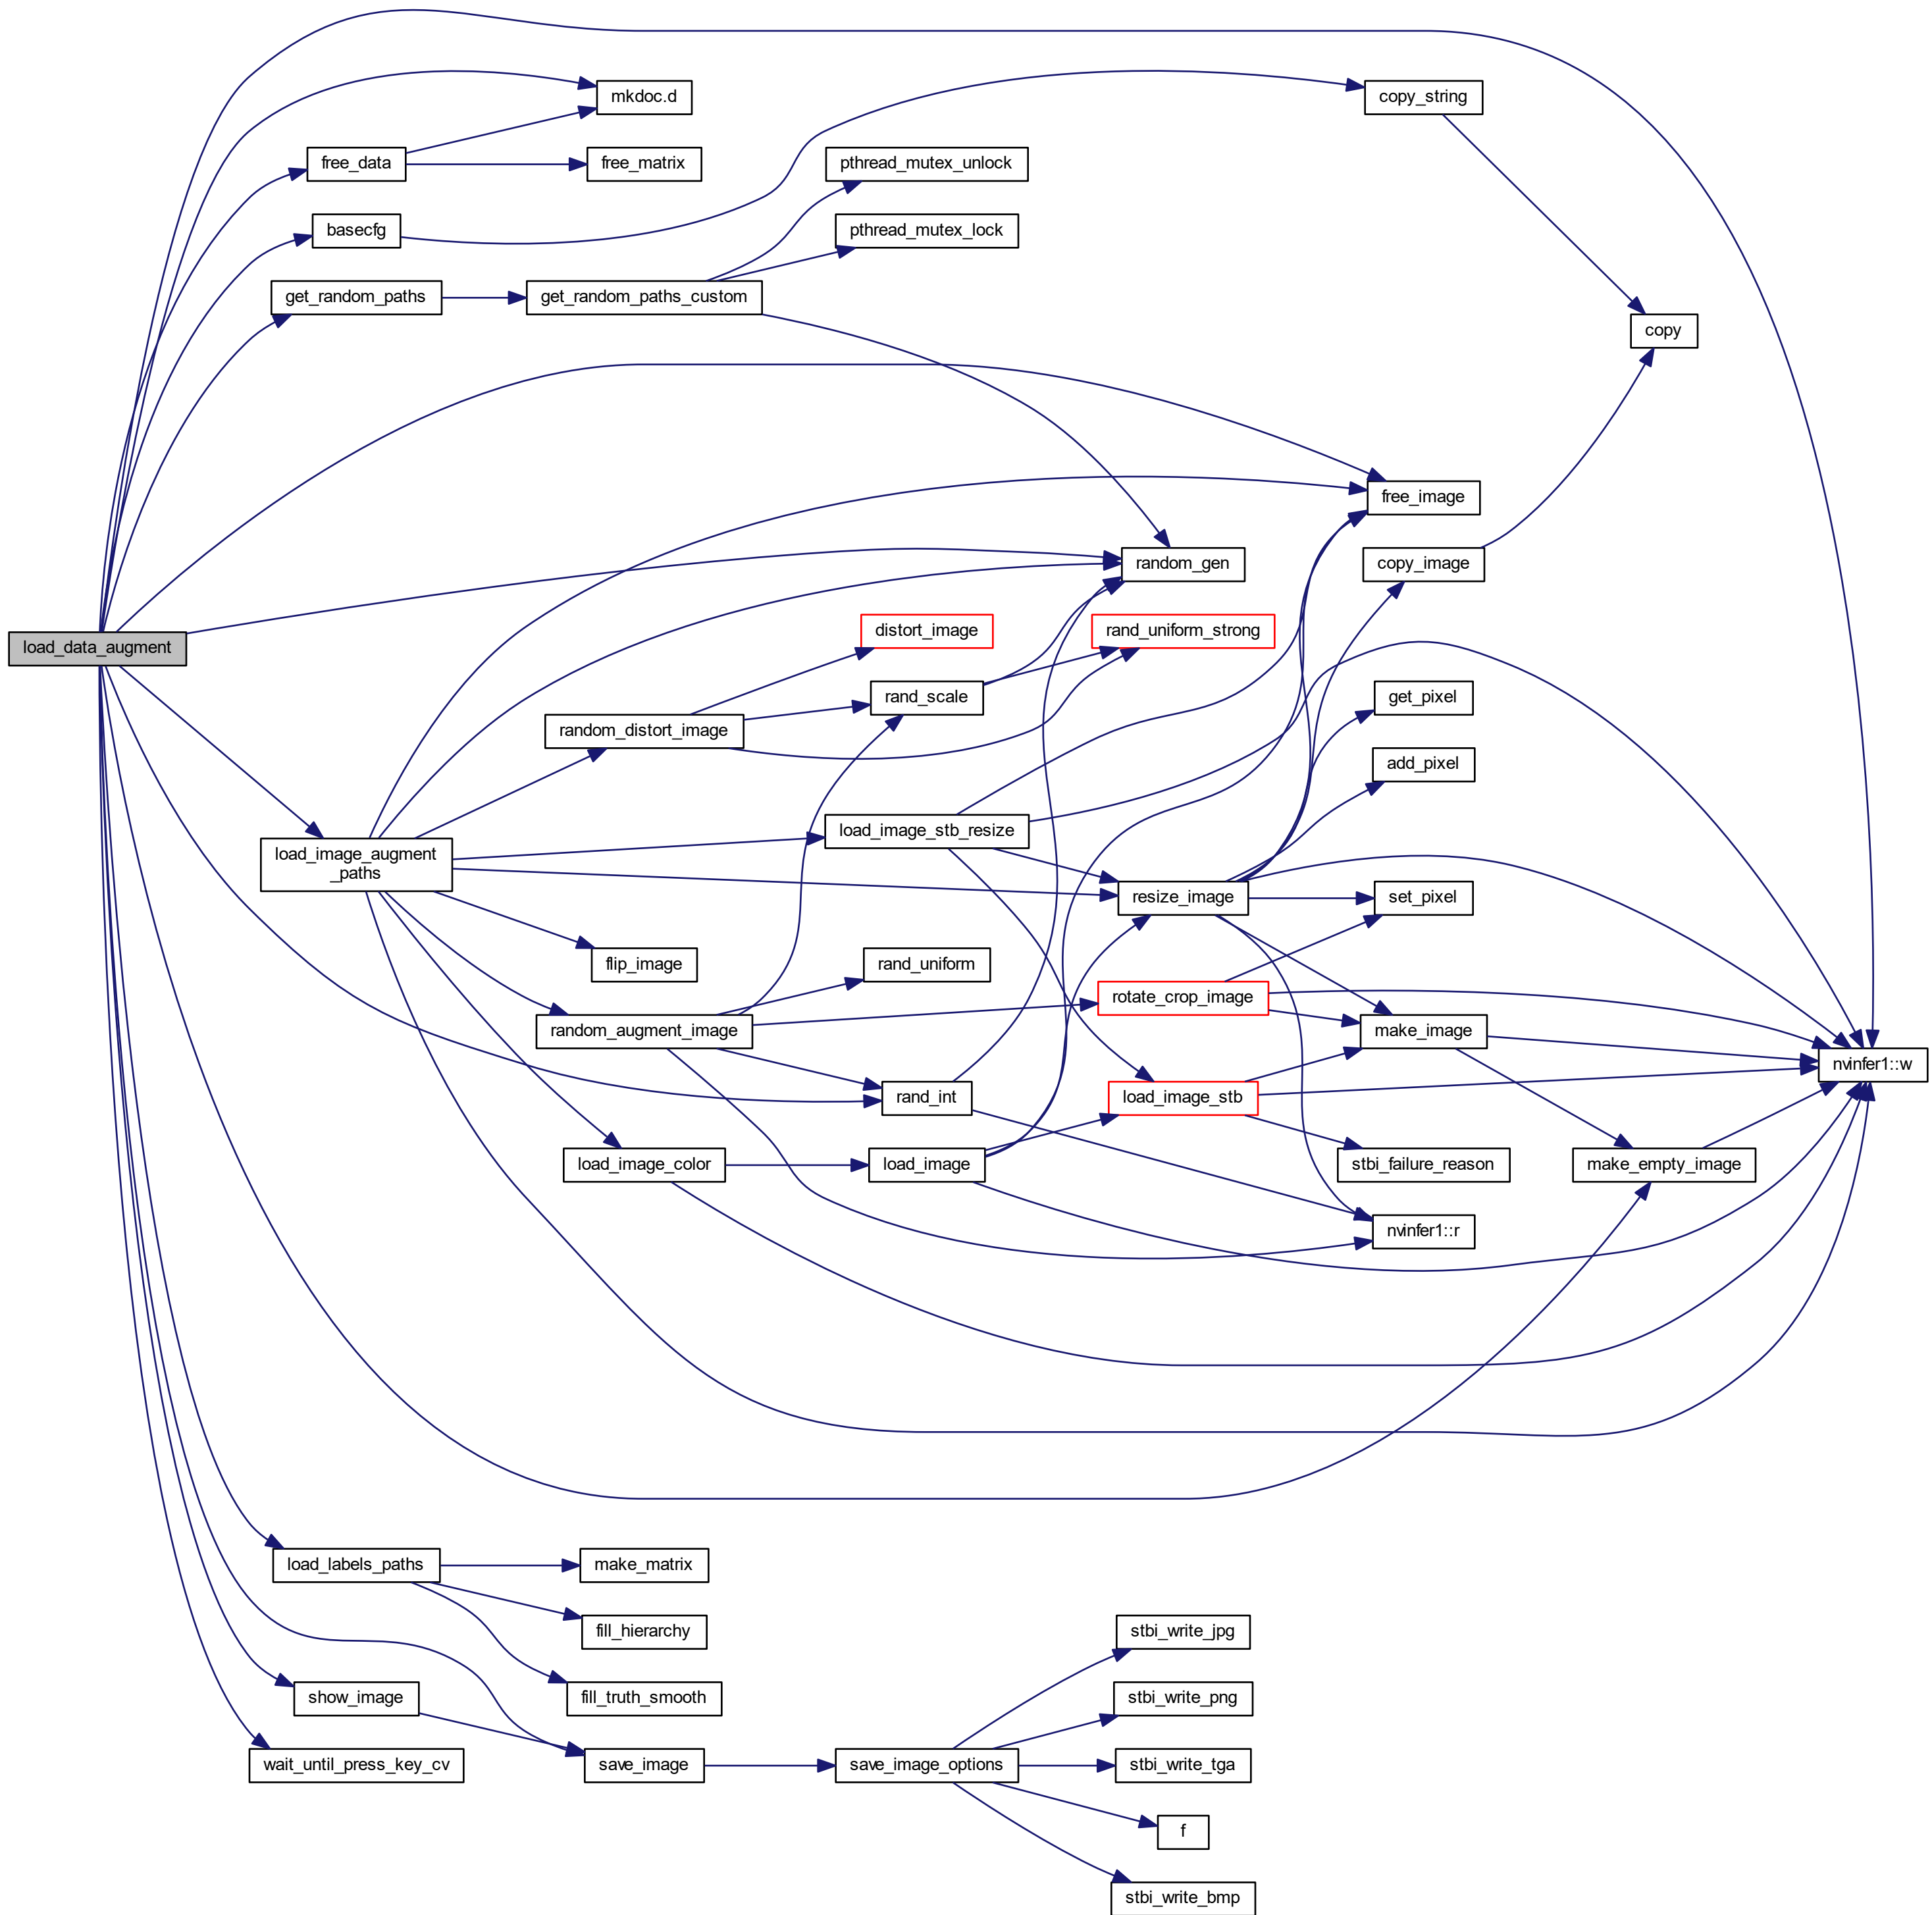 mkdoc.d
copy_string
free_data
free_matrix
pthread_mutex_unlock
basecfg
pthread_mutex_lock
get_random_paths
get_random_paths_custom
copy
free_image
random_gen
copy_image
load_data_augment
distort_image
rand_uniform_strong
rand_scale
get_pixel
random_distort_image
add_pixel
load_image_augment
_paths
load_image_stb_resize
resize_image
set_pixel
flip_image
rand_uniform
rotate_crop_image
random_augment_image
make_image
nvinfer1::w
rand_int
load_image_stb
load_image_color
load_image
stbi_failure_reason
make_empty_image
nvinfer1::r
load_labels_paths
make_matrix
fill_hierarchy
stbi_write_jpg
show_image
fill_truth_smooth
stbi_write_png
wait_until_press_key_cv
save_image
save_image_options
stbi_write_tga
f
stbi_write_bmp